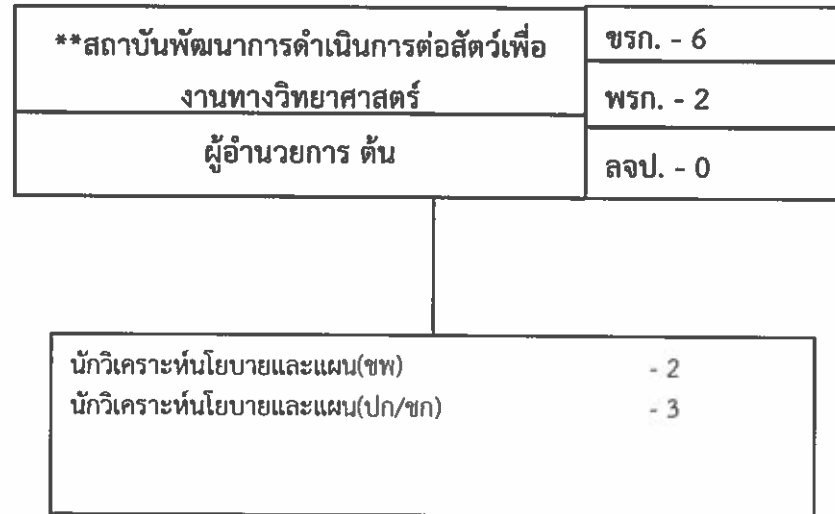 **สถาบันพัฒนาการดำเนินการต่อสัตว์เพื่อ
งานทางวิทยาศาสตร์
ผู้อำนวยการ ต้น
ขรก. - 6
พรก. - 2
ลจป. - 0
นักวิเคราะห์นโยบายและแผน(ชพ) - 2
นักวิเคราะห์นโยบายและแผน(ปก/ชก) - 3